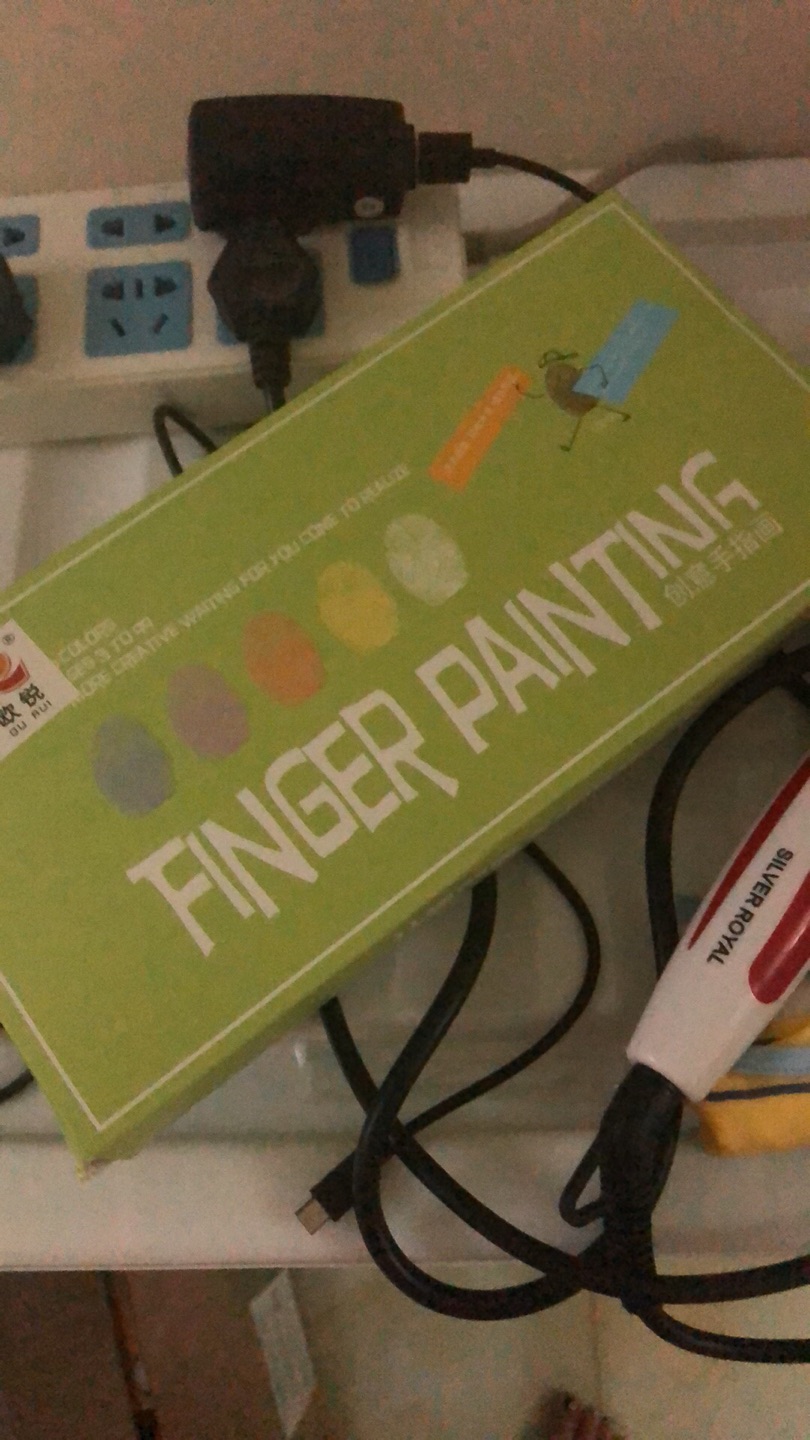 COLORS
AGES 3 TO 99
MORE CREATIVE WAITING FOR YOU COME TO REALIZE
®
欧锐
OU RUI
FINGER PAINTING
创意手指画
SILVER ROYAL